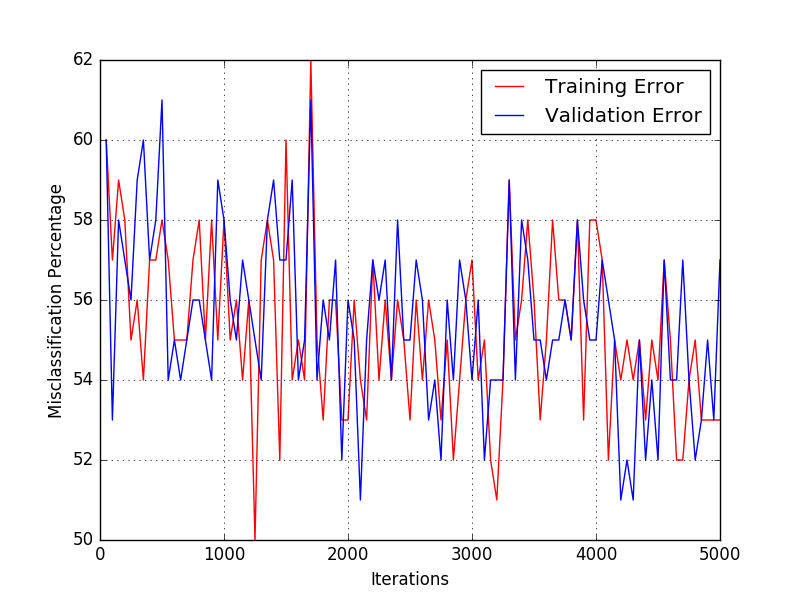 62
60
58
56
54
52
50
Misclassification Percentage
Training Error
Validation Error
0 1000 2000 3000 4000 5000
Iterations